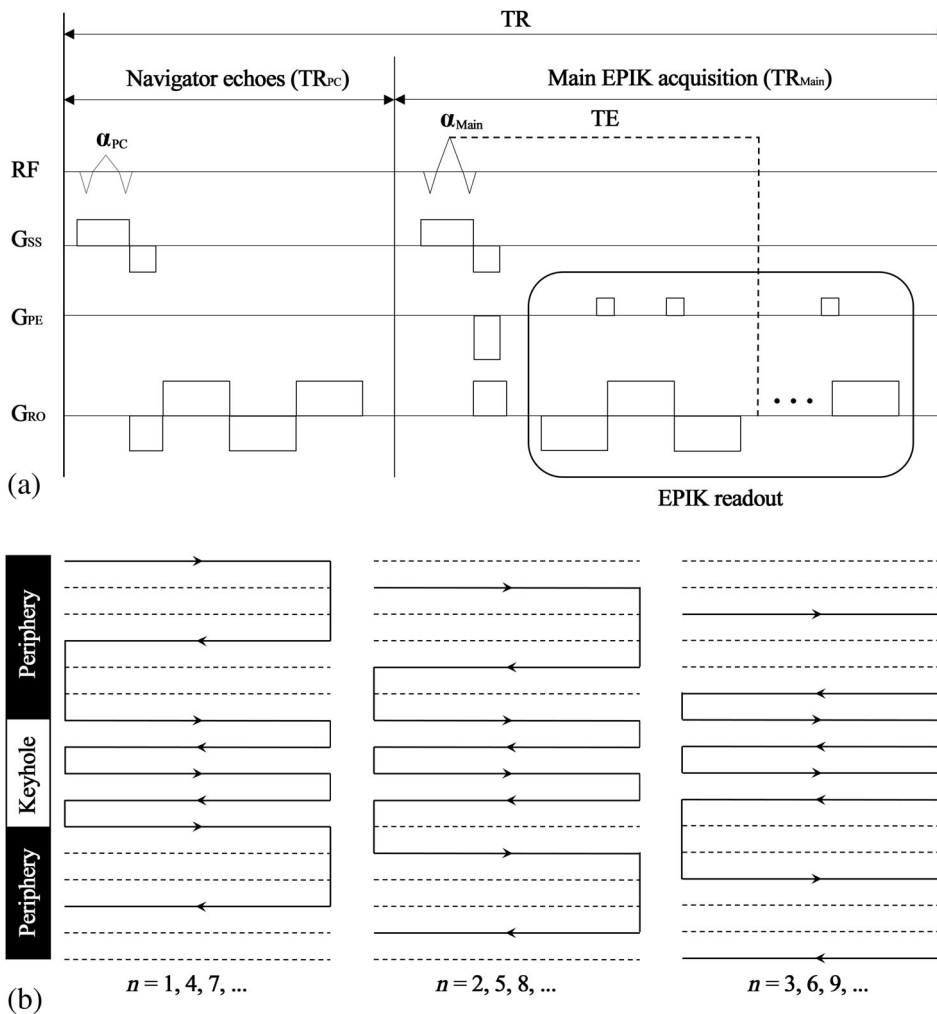 TR
Navigator echoes (TRPC)
Main EPIK acquisition (TRMain)
αPC
αMain
TE
RF
GSS
GPE
GRO
EPIK readout
(a)
Periphery
Keyhole
Periphery
n = 1, 4, 7, ...
n = 2, 5, 8, ...
n = 3, 6, 9, ...
(b)